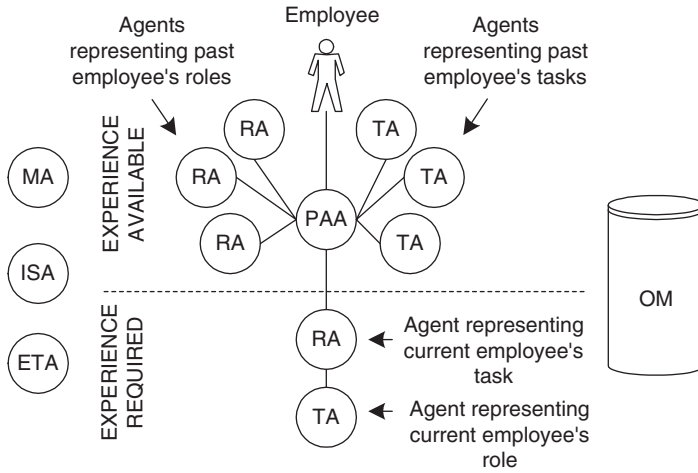 Employee
Agents
representing past
employee's roles
Agents
representing past
employee's tasks
RA
TA
RA
TA
MA
EXPERIENCE
AVAILABLE
PAA
RA
TA
ISA
OM
EXPERIENCE
REQUIRED
RA
Agent representing
current employee's
task
ETA
TA
Agent representing
current employee's
role